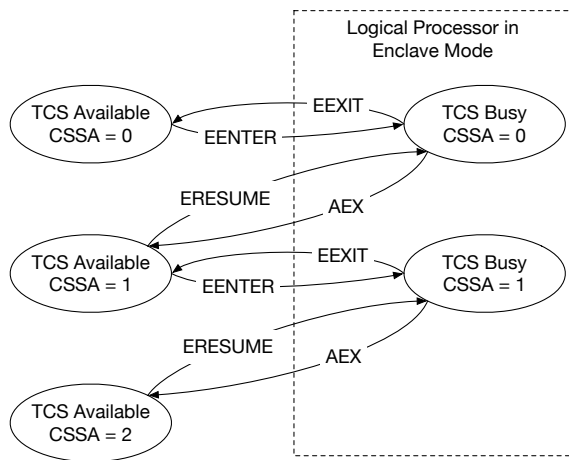 Logical Processor in
Enclave Mode
TCS Available
CSSA = 0
EEXIT
EENTER
TCS Busy
CSSA = 0
ERESUME
AEX
TCS Available
CSSA = 1
EEXIT
EENTER
TCS Busy
CSSA = 1
ERESUME
AEX
TCS Available
CSSA = 2